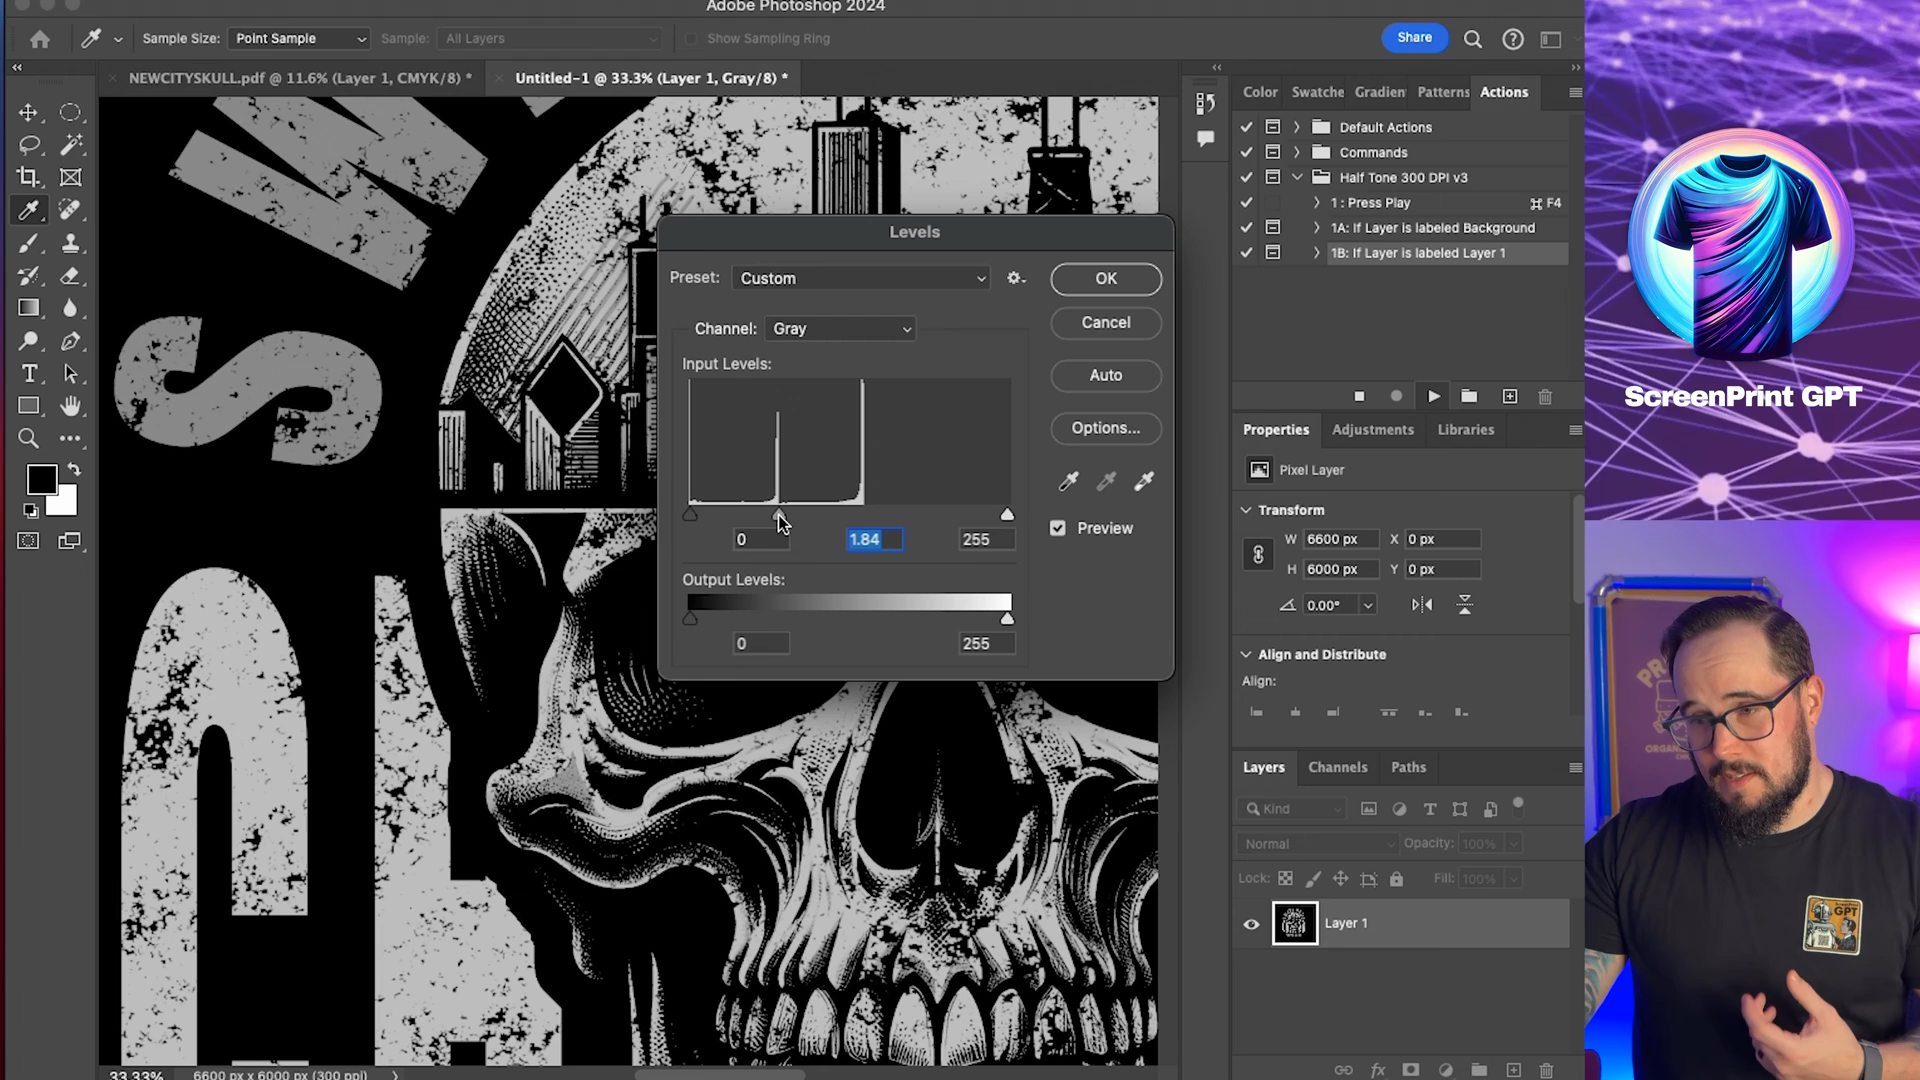 Adobe Photoshop 2024
Sample Size: Point Sample Sample: All Layers Show Sampling Ring
Share
NEWCITYSKULL.pdf @ 11.6% (Layer 1, CMYK/8) *
Untitled-1 @ 33.3% (Layer 1, Gray/8) *
Color Swatche Gradien Patterns Actions
Default Actions
Commands
Half Tone 300 DPI v3
1 : Press Play ⌘ F4
1A: If Layer is labeled Background
1B: If Layer is labeled Layer 1
Levels
Preset: Custom
OK
Channel: Gray
Cancel
Input Levels:
Auto
Options...
Preview
0 1.84 255
Output Levels:
0 255
Properties Adjustments Libraries
Pixel Layer
Transform
W 6600 px X 0 px
H 6000 px Y 0 px
0.00°
Align and Distribute
Align:
Layers Channels Paths
Kind
Normal Opacity: 100%
Lock: Fill: 100%
Layer 1
fx
33.33% 6600 px x 6000 px (300 ppi)
S
ScreenPrint GPT
ORGAN
ScreenPrint
GPT